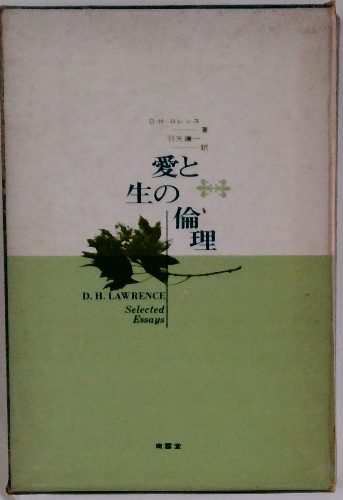 D・H・ロレンス
著
羽矢謙一
訳
愛と
生の
倫理
D. H. LAWRENCE
Selected
Essays
南雲堂